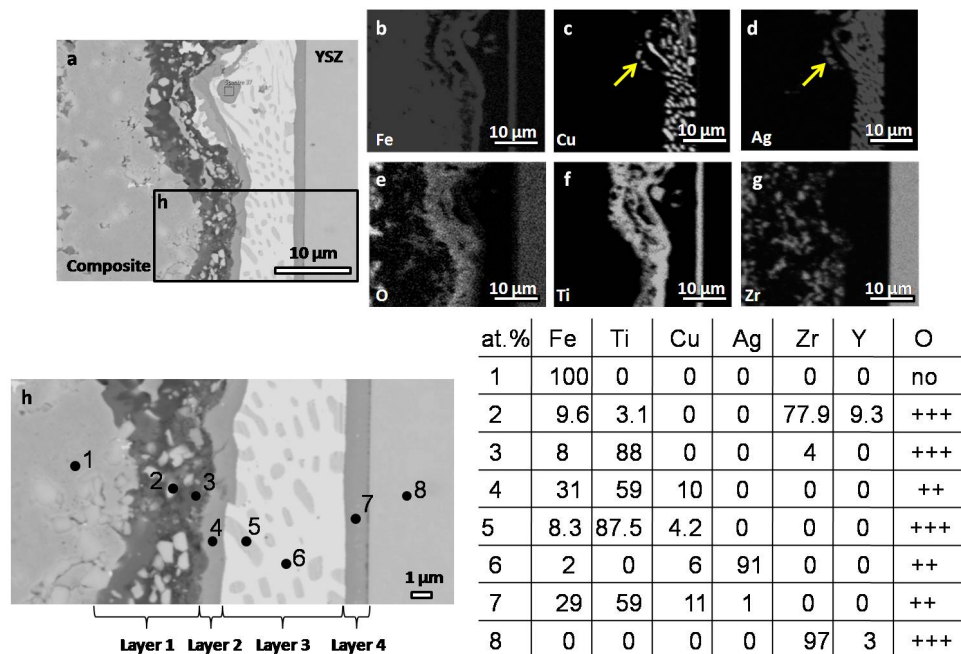 a
YSZ
Spectre 37
h
Composite
10 µm
b
Fe
10 µm
c
Cu
10 µm
d
Ag
10 µm
e
O
10 µm
f
Ti
10 µm
g
Zr
10 µm
h
1
2
3
4
5
6
7
8
1 µm
Layer 1 Layer 2 Layer 3 Layer 4
at.% Fe Ti Cu Ag Zr Y O
1 100 0 0 0 0 0 no
2 9.6 3.1 0 0 77.9 9.3 +++
3 8 88 0 0 4 0 +++
4 31 59 10 0 0 0 ++
5 8.3 87.5 4.2 0 0 0 +++
6 2 0 6 91 0 0 ++
7 29 59 11 1 0 0 ++
8 0 0 0 0 97 3 +++